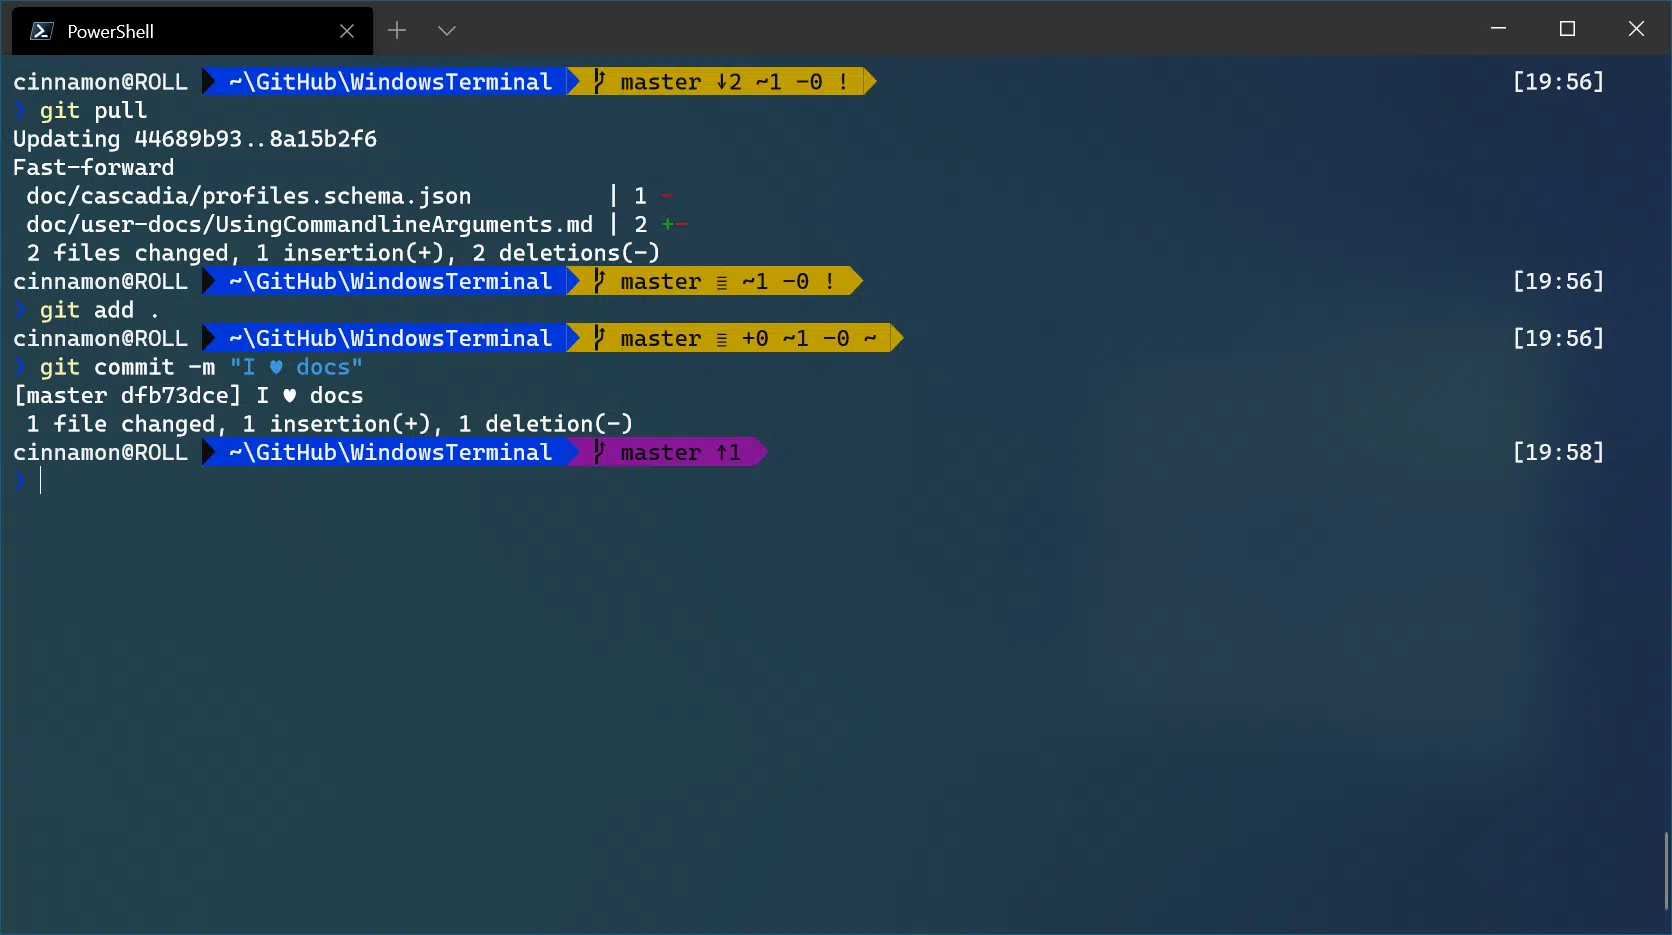 PowerShell
cinnamon@ROLL ~\GitHub\WindowsTerminal master ↓2 ~1 -0 ! [19:56]
❯ git pull
Updating 44689b93..8a15b2f6
Fast-forward
doc/cascadia/profiles.schema.json | 1 -
doc/user-docs/UsingCommandlineArguments.md | 2 +-
2 files changed, 1 insertion(+), 2 deletions(-)
cinnamon@ROLL ~\GitHub\WindowsTerminal master ≡ ~1 -0 ! [19:56]
❯ git add .
cinnamon@ROLL ~\GitHub\WindowsTerminal master ≡ +0 ~1 -0 ~ [19:56]
❯ git commit -m "I ♥ docs"
[master dfb73dce] I ♥ docs
1 file changed, 1 insertion(+), 1 deletion(-)
cinnamon@ROLL ~\GitHub\WindowsTerminal master ↑1 [19:58]
❯